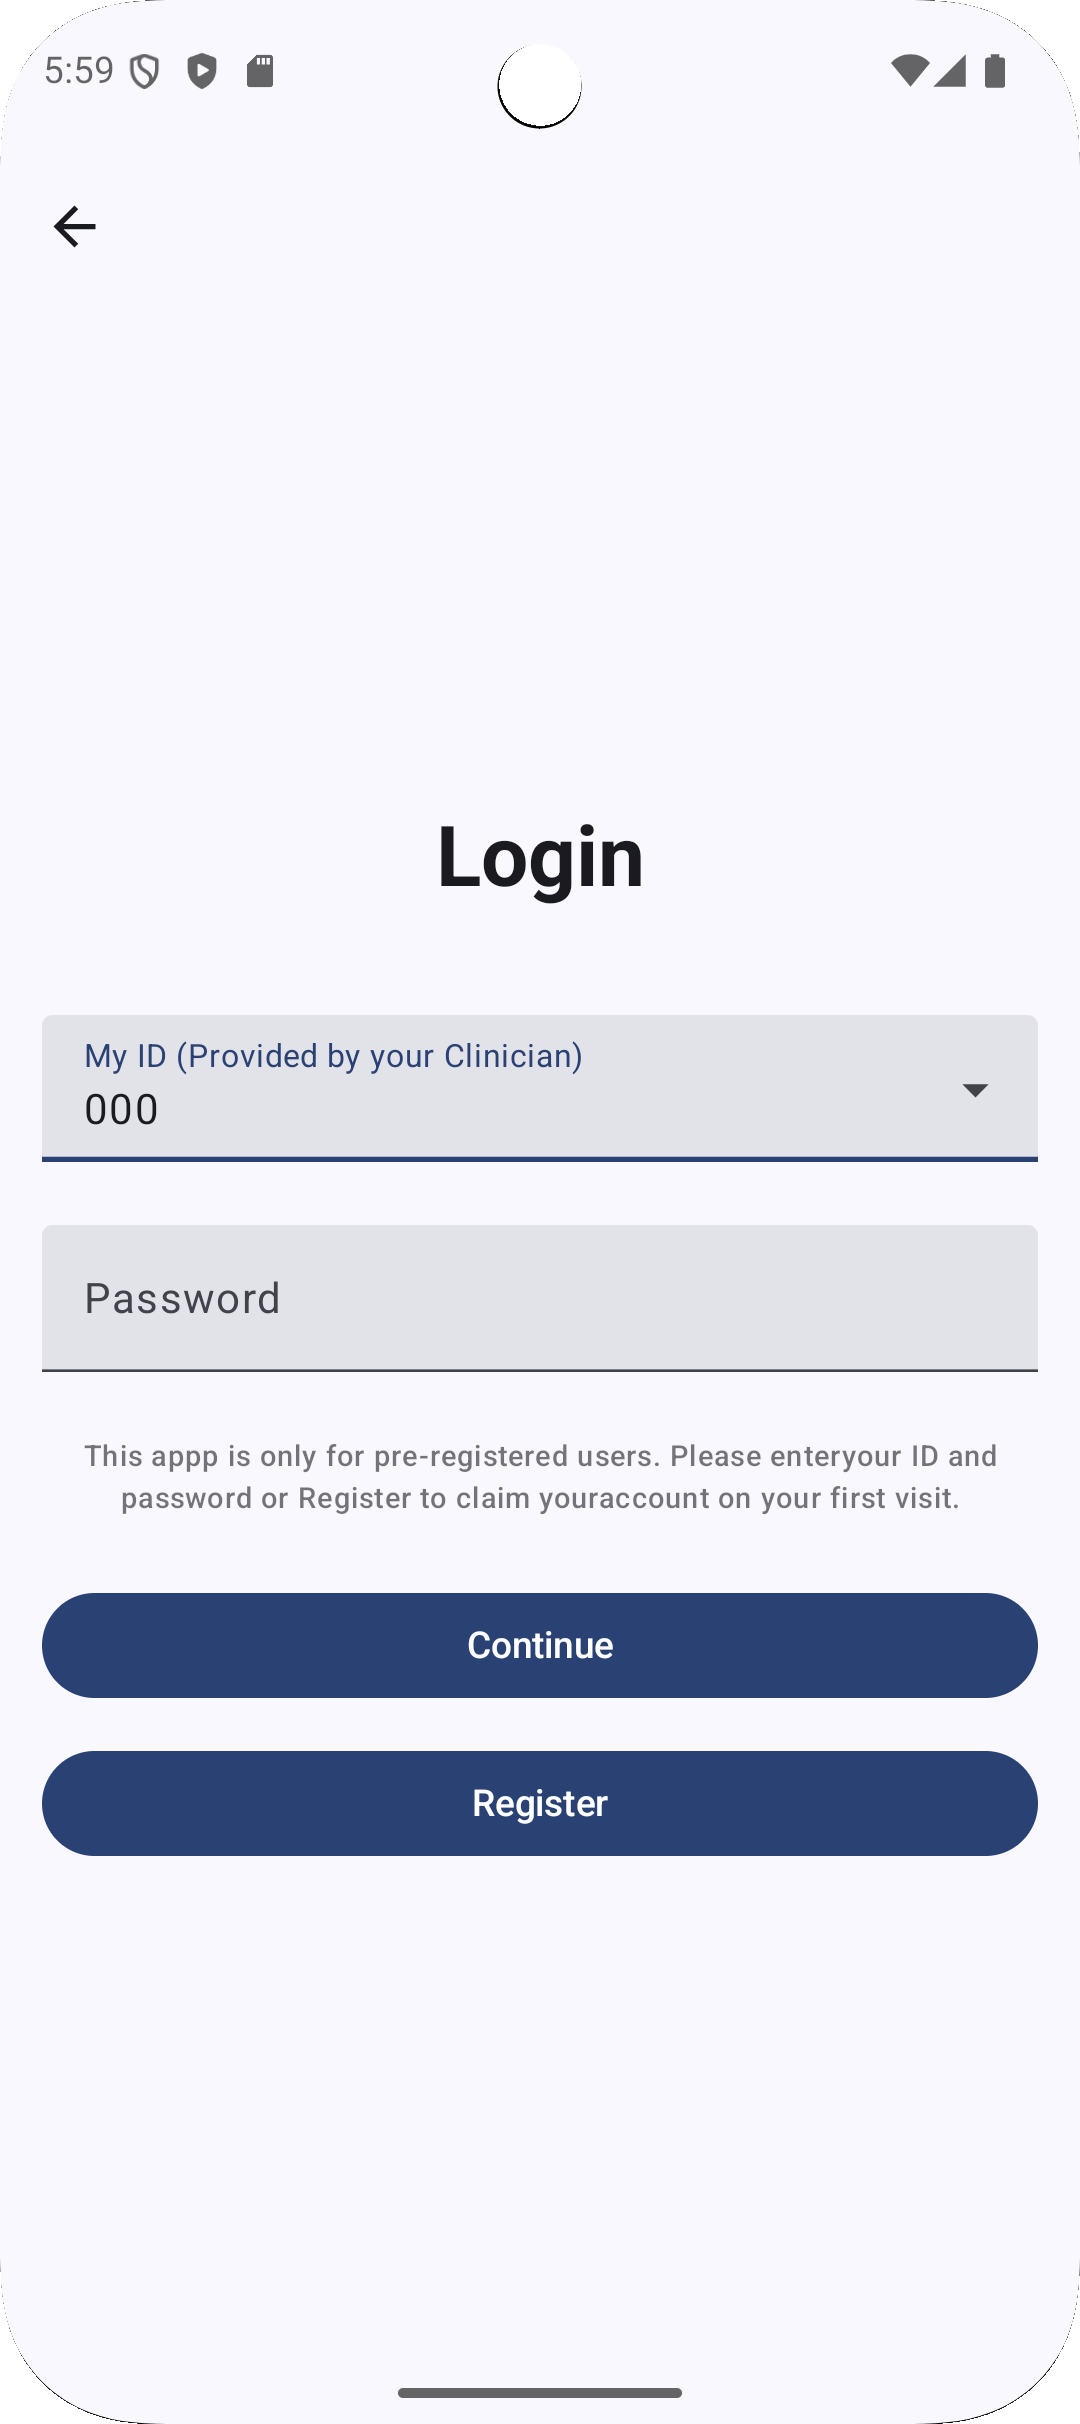 5:59
Login
My ID (Provided by your Clinician)
000
Password
This appp is only for pre-registered users. Please enteryour ID and
password or Register to claim youraccount on your first visit.
Continue
Register